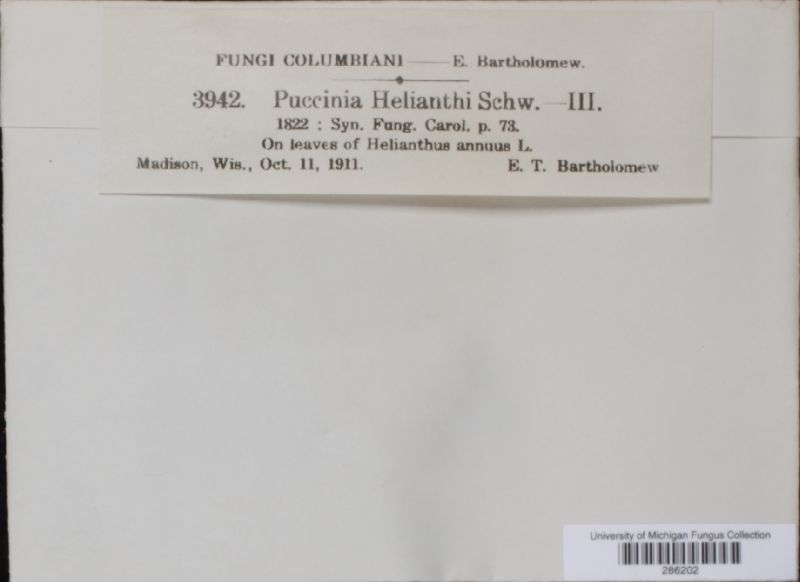 FUNGI COLUMBIANI — E. Bartholomew.
3942. Puccinia Helianthi Schw. — III.
1822 : Syn. Fung. Carol. p. 73.
On leaves of Helianthus annuus L.
Madison, Wis., Oct. 11, 1911. E. T. Bartholomew
University of Michigan Fungus Collection
286202